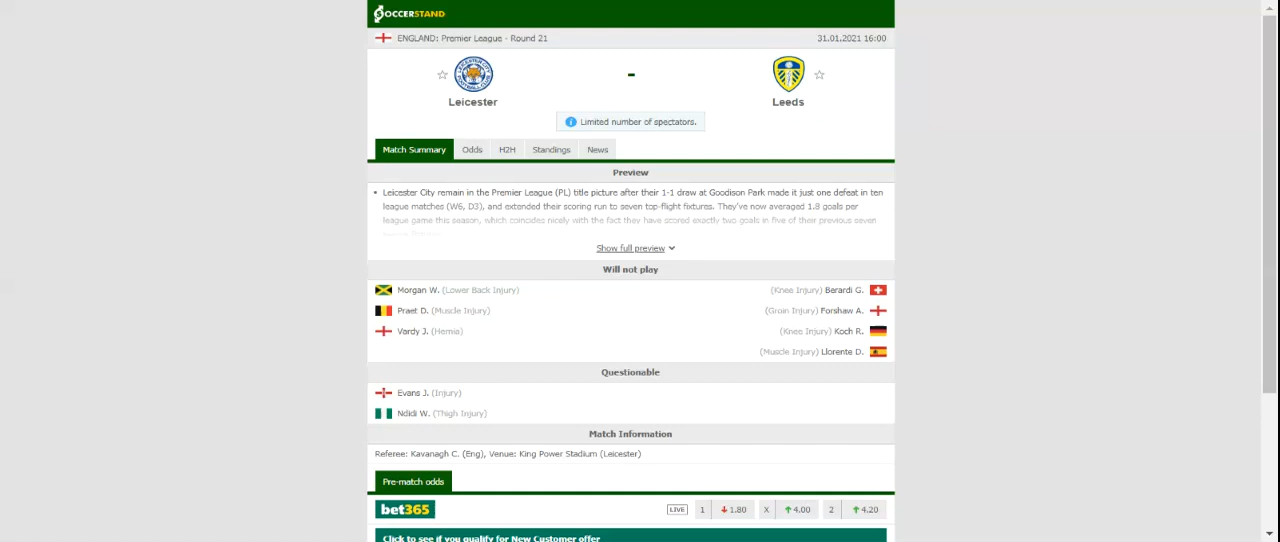 SOCCERSTAND
ENGLAND: Premier League - Round 21 31.01.2021 16:00
-
Leicester Leeds
Limited number of spectators.
Match Summary Odds H2H Standings News
Preview
Leicester City remain in the Premier League (PL) title picture after their 1-1 draw at Goodison Park made it just one defeat in ten
league matches (W6, D3), and extended their scoring run to seven top-flight fixtures. They've now averaged 1.8 goals per
league game this season, which coincides nicely with the fact they have scored exactly two goals in five of their previous seven
Show full preview
Will not play
Morgan W. (Lower Back Injury) (Knee Injury) Berardi G.
Praet D. (Muscle Injury) (Groin Injury) Forshaw A.
Vardy J. (Hernia) (Knee Injury) Koch R.
(Muscle Injury) Llorente D.
Questionable
Evans J. (Injury)
Ndidi W. (Thigh Injury)
Match Information
Referee: Kavanagh C. (Eng), Venue: King Power Stadium (Leicester)
Pre-match odds
bet365 LIVE 1 1.80 X 4.00 2 4.20
Click to see if you qualify for New Customer offer